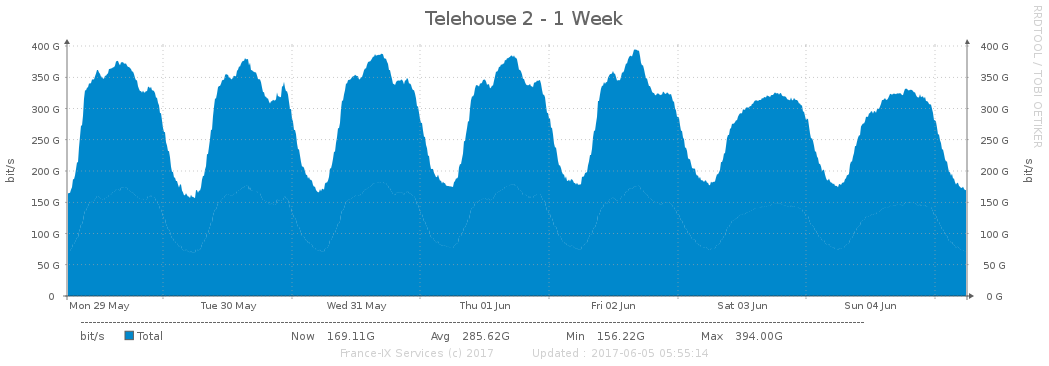 Telehouse 2 - 1 Week
RRDTOOL / TOBI OETIKER
400 G 400 G
350 G 350 G
300 G 300 G
250 G 250 G
200 G 200 G
150 G 150 G
100 G 100 G
50 G 50 G
0 0 G
bit/s
bit/s
Mon 29 May Tue 30 May Wed 31 May Thu 01 Jun Fri 02 Jun Sat 03 Jun Sun 04 Jun
bit/s Total Now 169.11G Avg 285.62G Min 156.22G Max 394.00G
France-IX Services (c) 2017 Updated : 2017-06-05 05:55:14